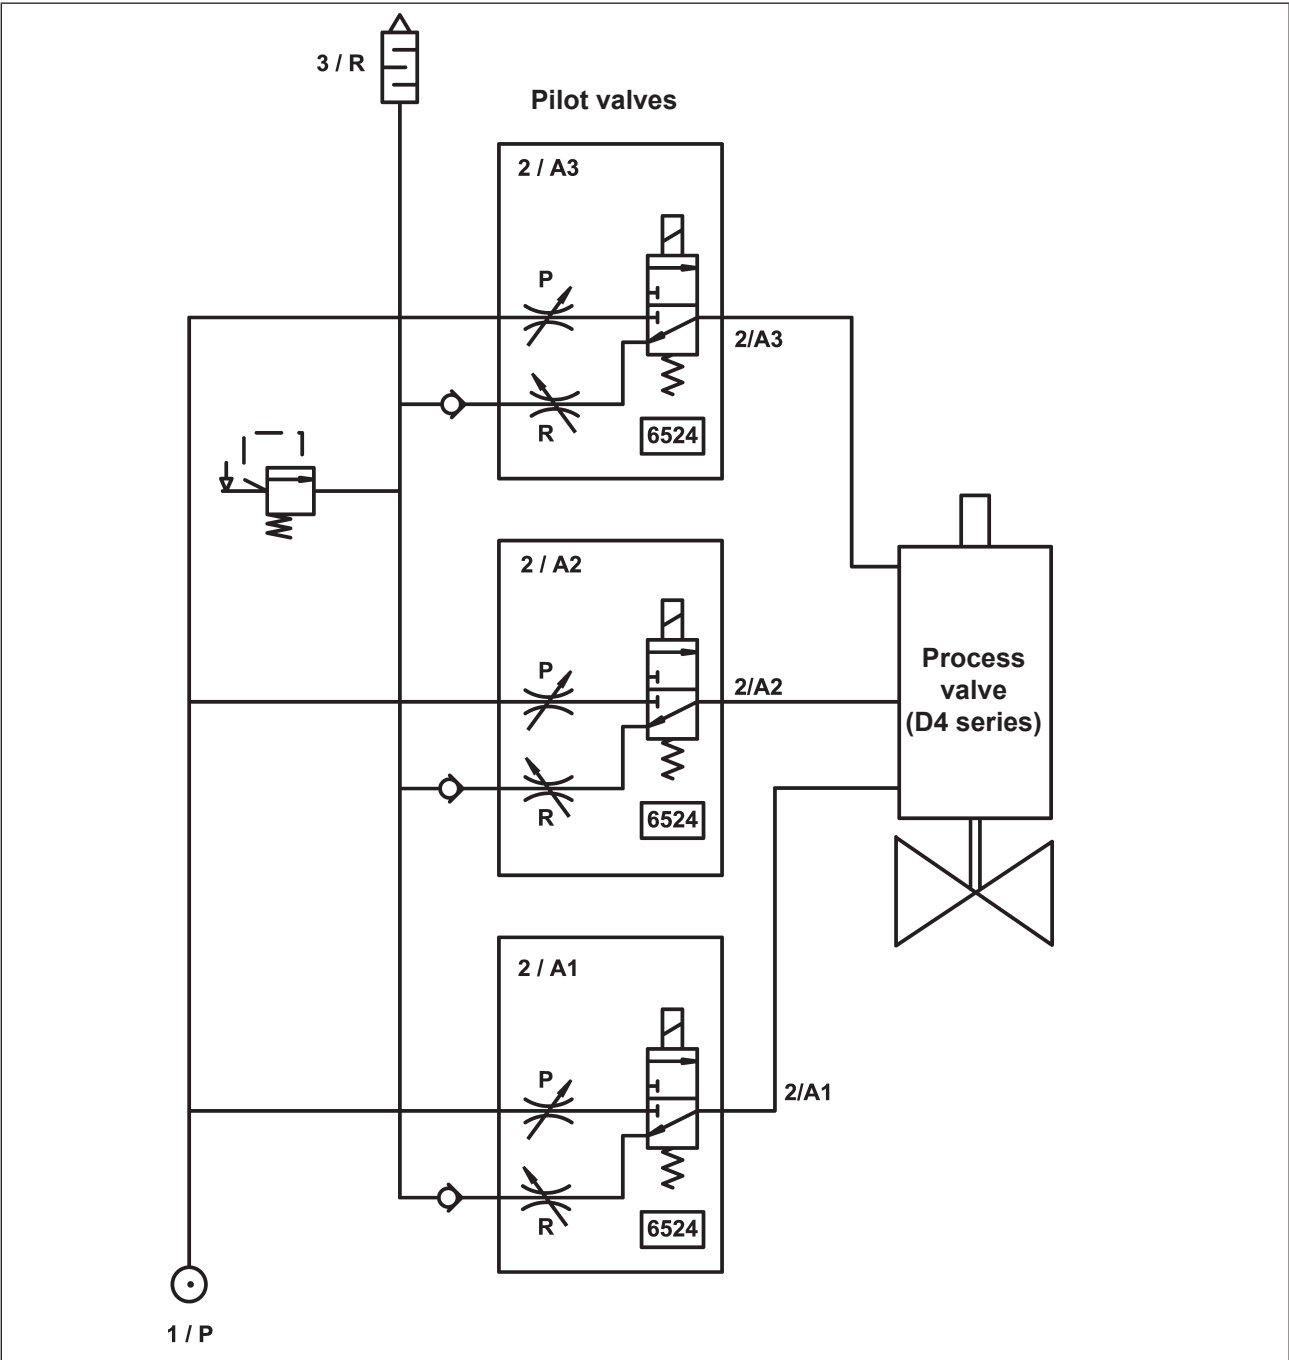 3 / R
Pilot valves
2 / A3
P
2/A3
R
6524
2 / A2
P
2/A2
R
6524
Process
valve
(D4 series)
2 / A1
P
2/A1
R
6524
1 / P